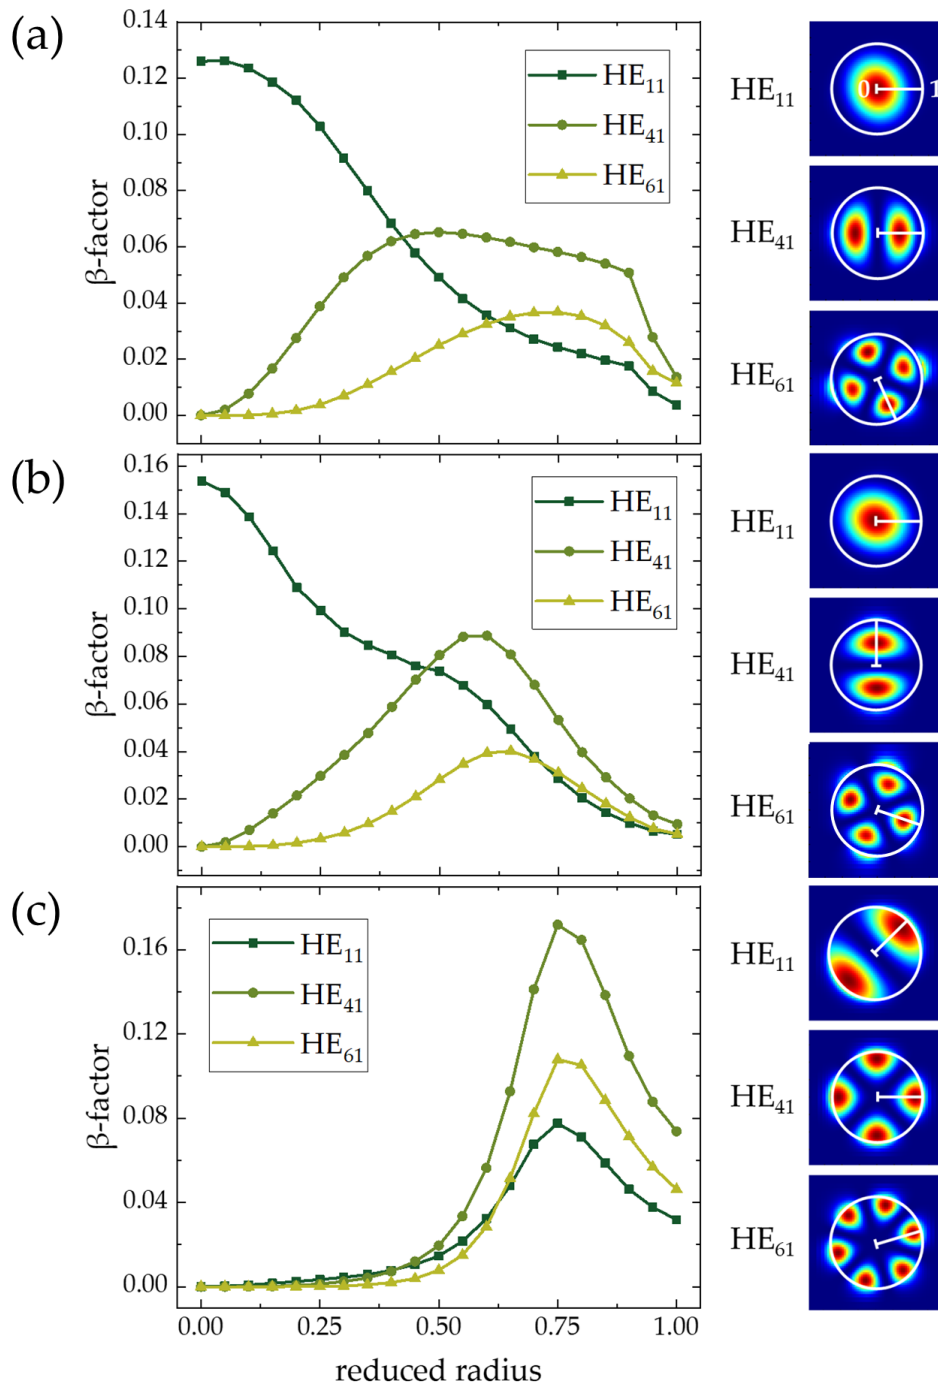 (a)
0.14
0.12
0.10
0.08
0.06
0.04
0.02
0.00
β-factor
HE₁₁
HE₄₁
HE₆₁
HE₁₁
0 1
HE₄₁
HE₆₁
(b)
0.16
0.14
0.12
0.10
0.08
0.06
0.04
0.02
0.00
β-factor
HE₁₁
HE₄₁
HE₆₁
HE₁₁
HE₄₁
HE₆₁
(c)
0.16
0.12
0.08
0.04
0.00
β-factor
HE₁₁
HE₄₁
HE₆₁
HE₁₁
HE₄₁
HE₆₁
0.00 0.25 0.50 0.75 1.00
reduced radius